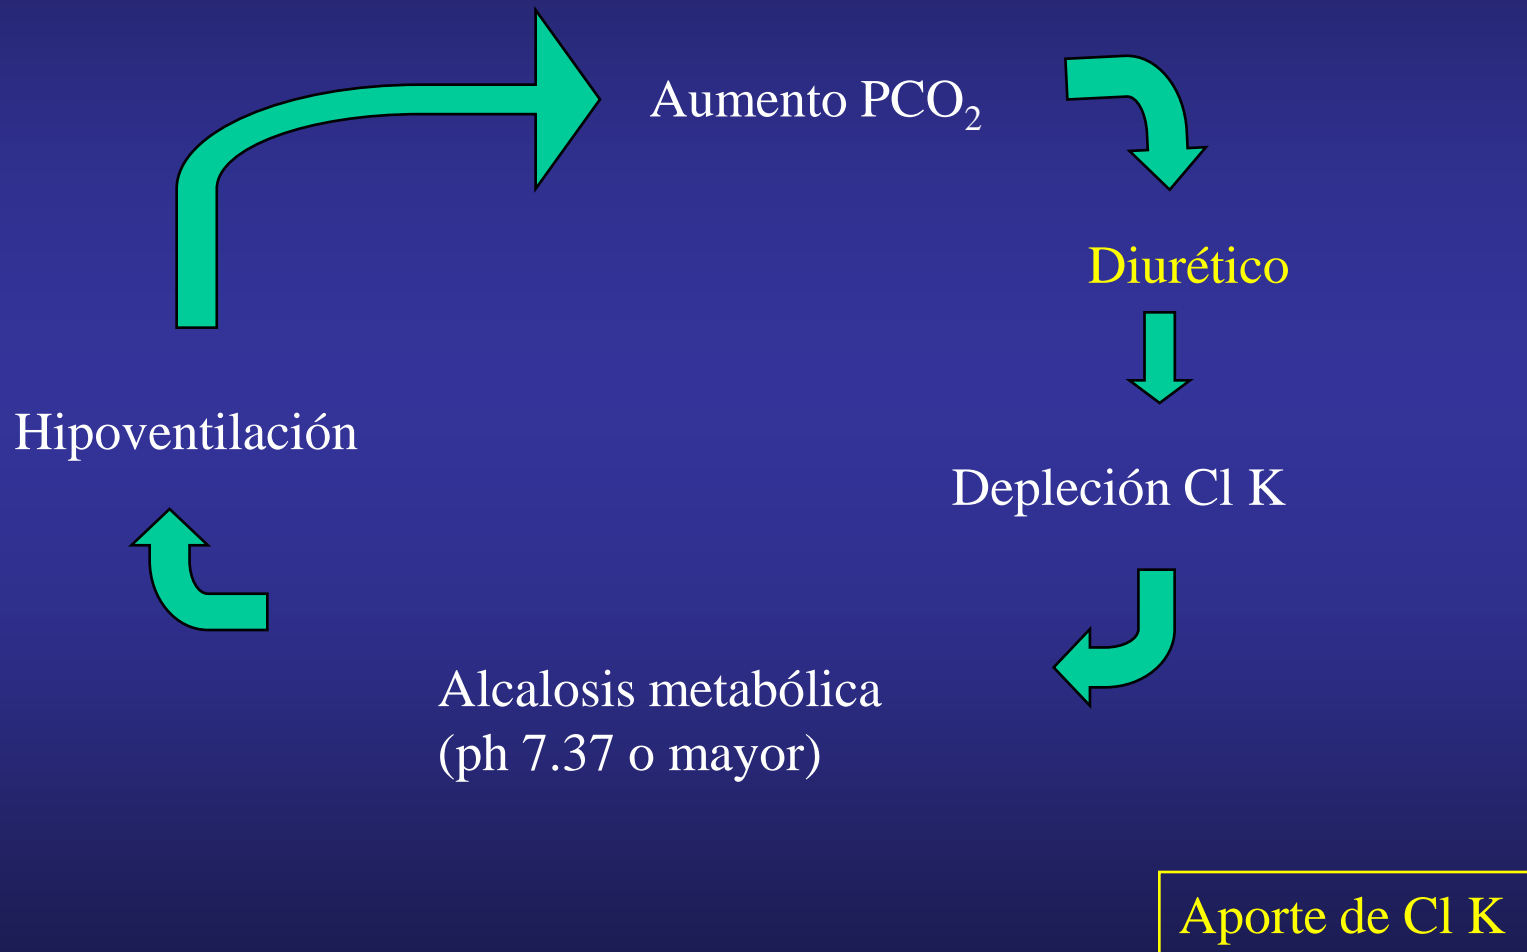 Aumento PCO₂
Diurético
Hipoventilación
Depleción Cl K
Alcalosis metabólica
(ph 7.37 o mayor)
Aporte de Cl K